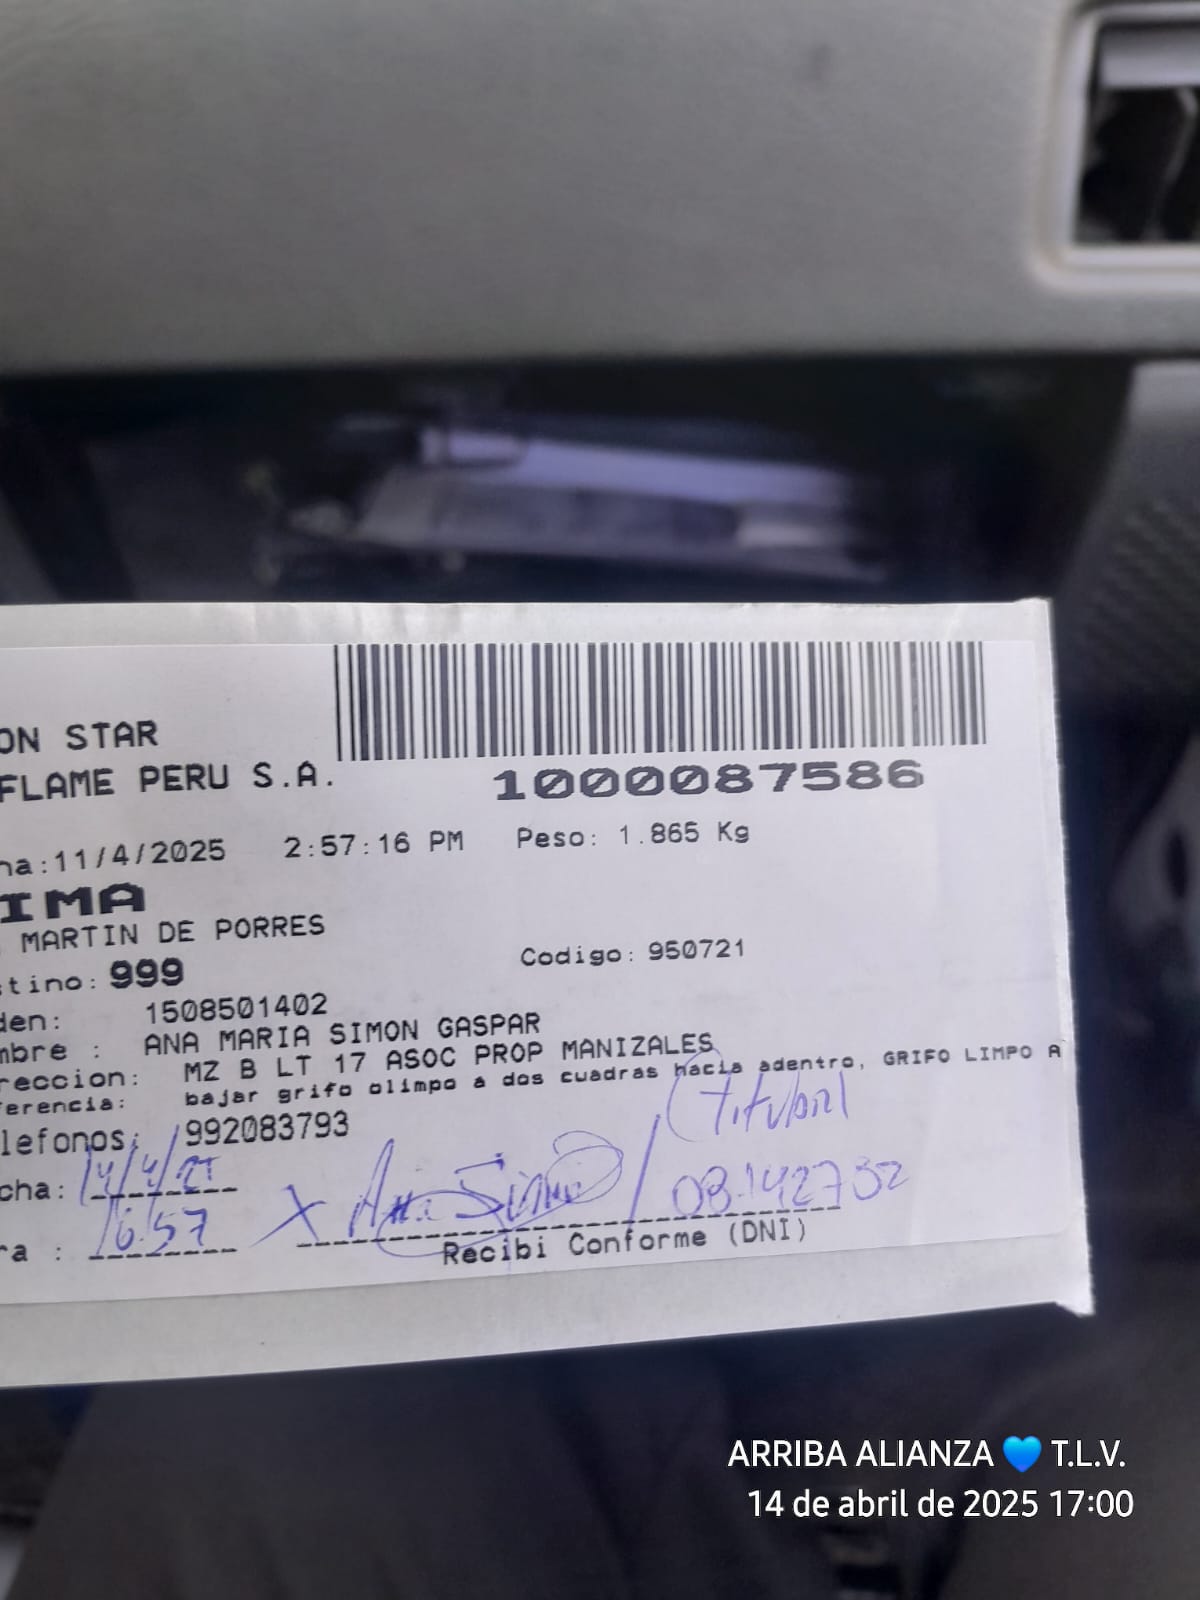 ON STAR
FLAME PERU S.A.
1000087586
ha:11/4/2025 2:57:16 PM Peso: 1.865 Kg
IMA
MARTIN DE PORRES
tino: 999 Codigo: 950721
den: 1508501402
mbre : ANA MARIA SIMON GASPAR
reccion: MZ B LT 17 ASOC PROP MANIZALES
ferencia: bajar grifo olimpo a dos cuadras hacia adentro, GRIFO LIMPO A
lefonos: 992083793
(Titular)
cha: 14/4/25
ra : 16:57 X Ana Simon / 08142732
Recibi Conforme (DNI)
ARRIBA ALIANZA 💙 T.L.V.
14 de abril de 2025 17:00